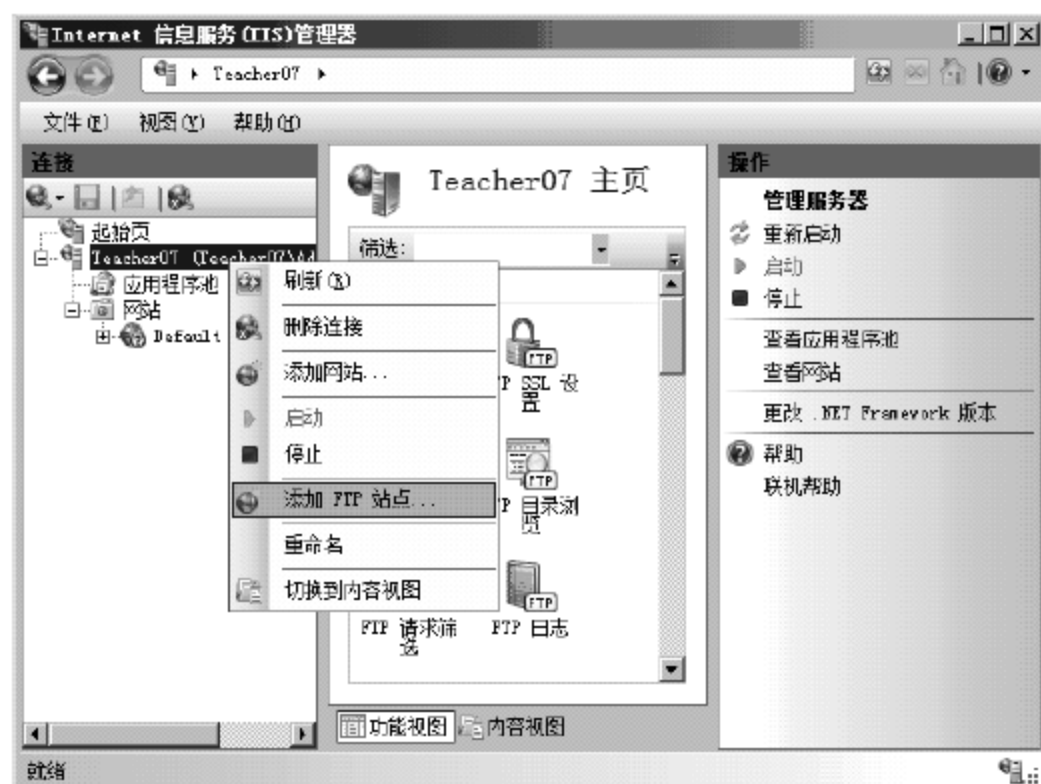 Internet 信息服务(IIS)管理器
Teacher07
文件(F) 视图(V) 帮助(H)
连接
起始页
Teacher07 (Teacher07\Ad
应用程序池
网站
Default
刷新(R)
删除连接
添加网站...
启动
停止
添加 FTP 站点...
重命名
切换到内容视图
Teacher07 主页
筛选:
FTP
P SSL 设
置
FTP
P 目录浏
览
FTP
FTP 请求筛
选
FTP 日志
功能视图 内容视图
操作
管理服务器
重新启动
启动
停止
查看应用程序池
查看网站
更改 .NET Framework 版本
帮助
联机帮助
就绪